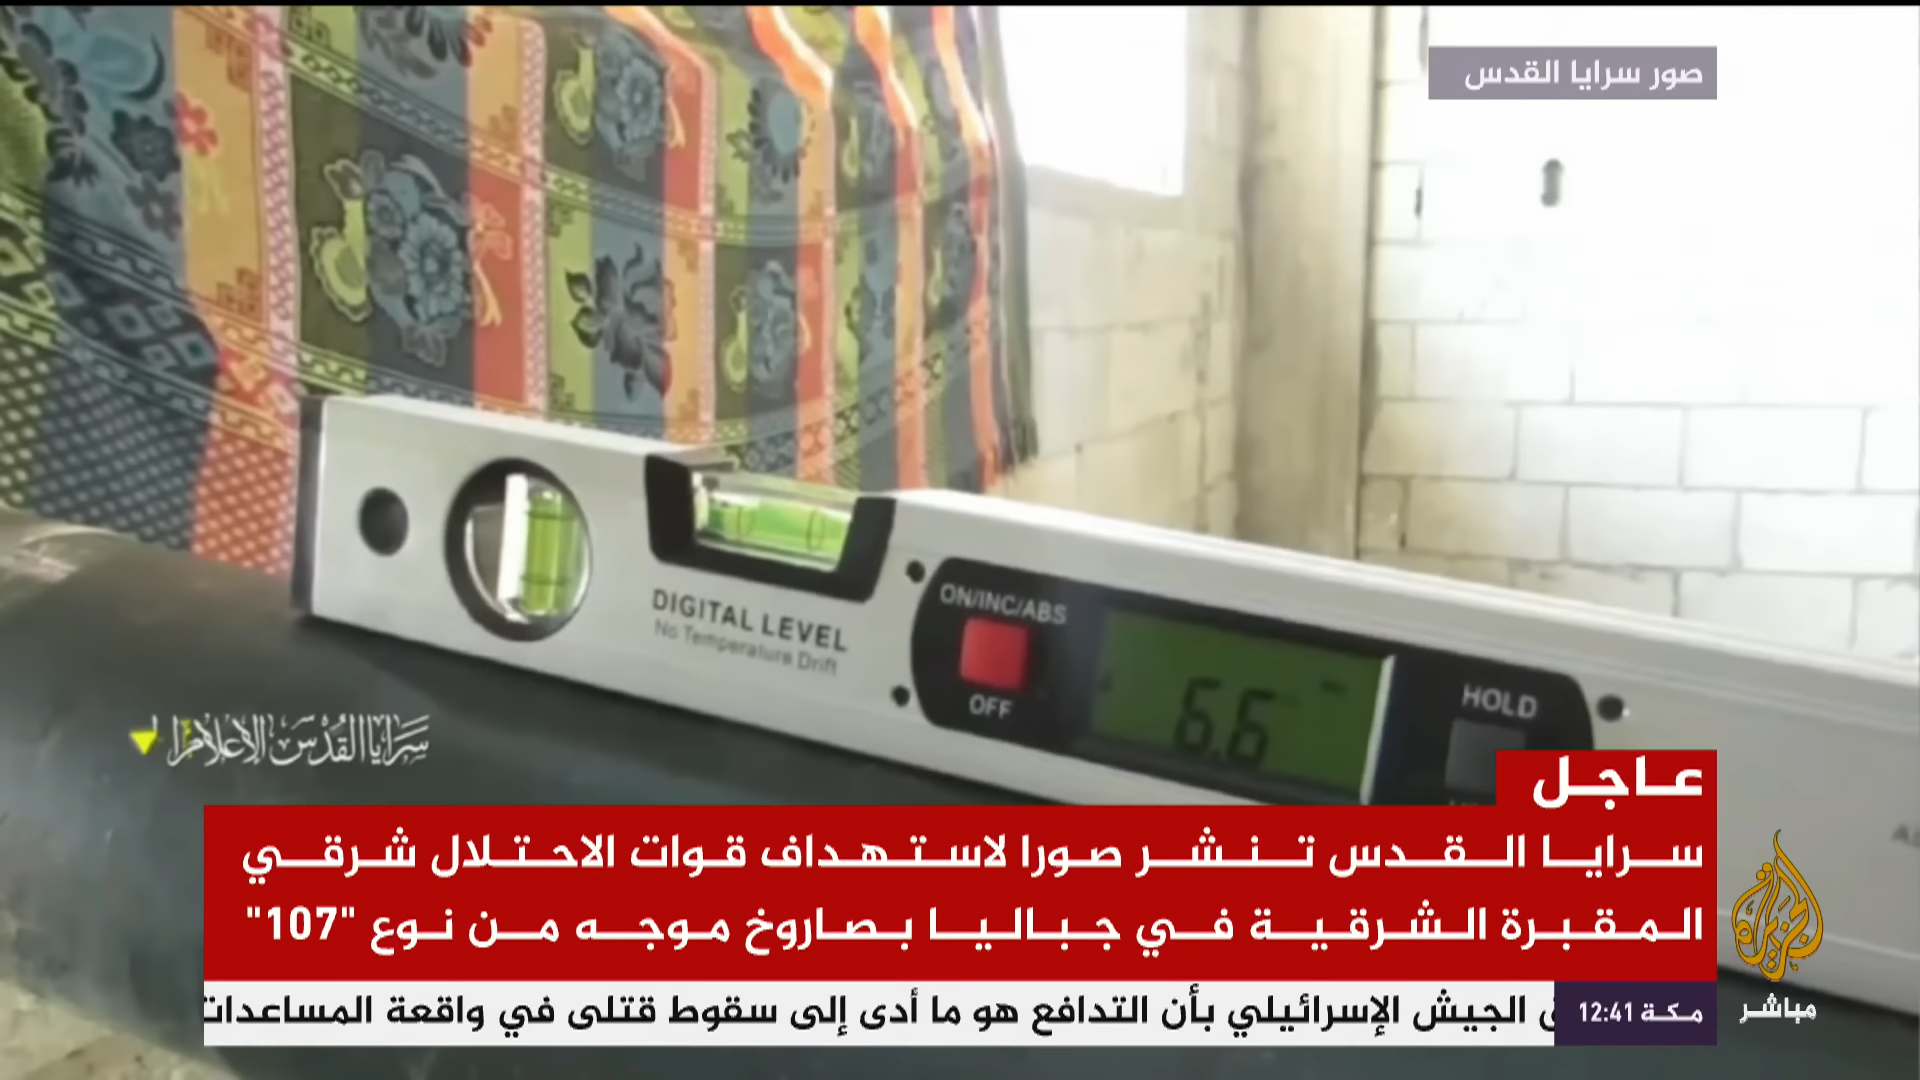 صور سرايا القدس
DIGITAL LEVEL
No Temperature Drift
ON/INC/ABS
OFF
6.6
HOLD
سرايا القدس الإعلام
عاجل
سرايا القدس تنشر صورا لاستهداف قوات الاحتلال شرقي
المقبرة الشرقية في جباليا بصاروخ موجه من نوع "107"
الجزيرة
مباشر
مكة 12:41
الجيش الإسرائيلي بأن التدافع هو ما أدى إلى سقوط قتلى في واقعة المساعدات